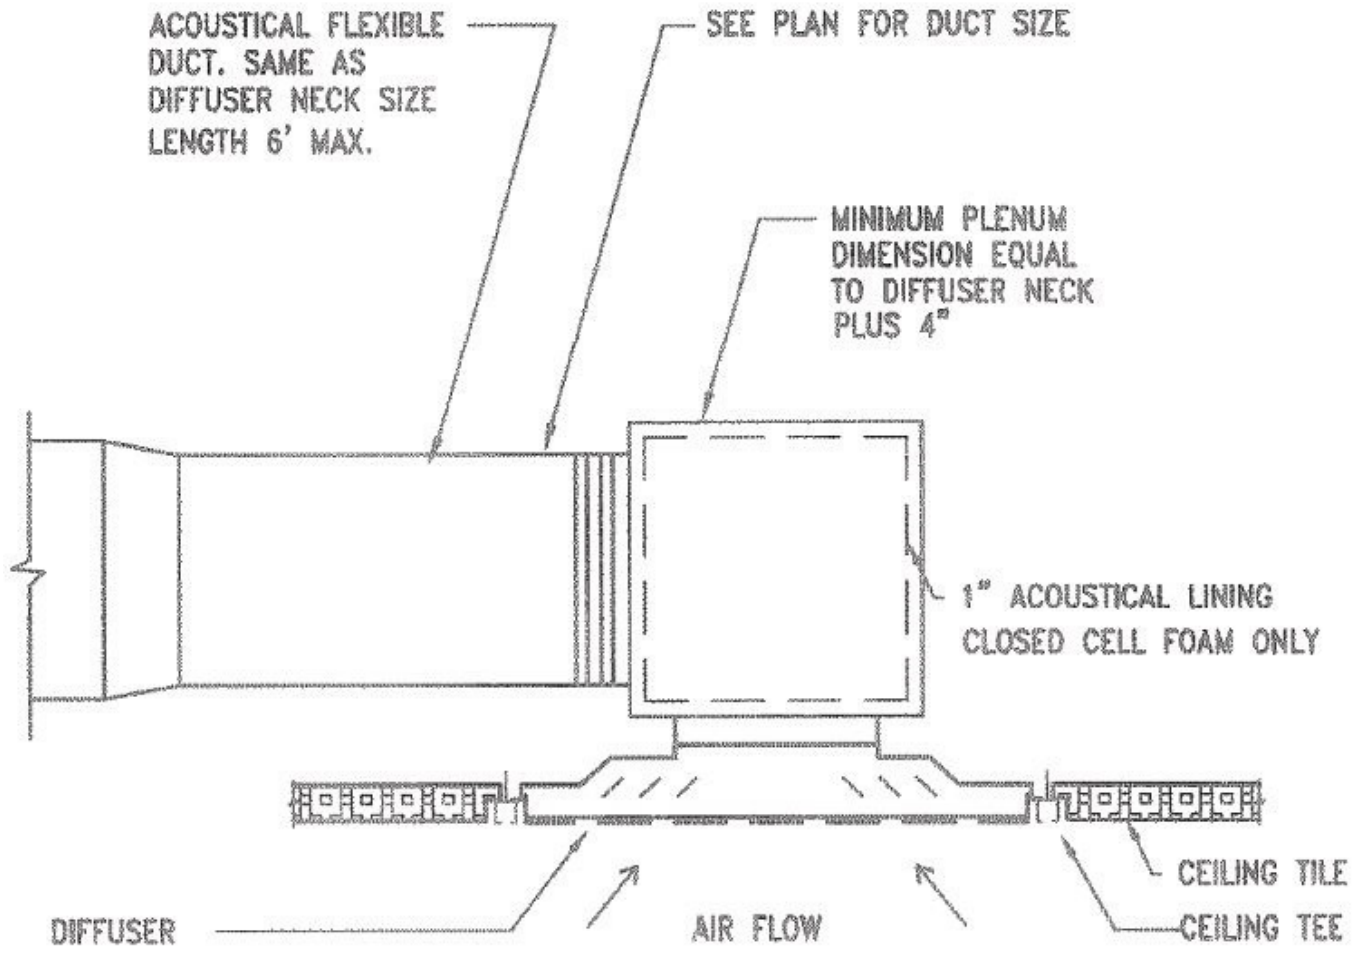 ACOUSTICAL FLEXIBLE
DUCT. SAME AS
DIFFUSER NECK SIZE
LENGTH 6' MAX.
SEE PLAN FOR DUCT SIZE
MINIMUM PLENUM
DIMENSION EQUAL
TO DIFFUSER NECK
PLUS 4"
1" ACOUSTICAL LINING
CLOSED CELL FOAM ONLY
CEILING TILE
DIFFUSER
AIR FLOW
CEILING TEE